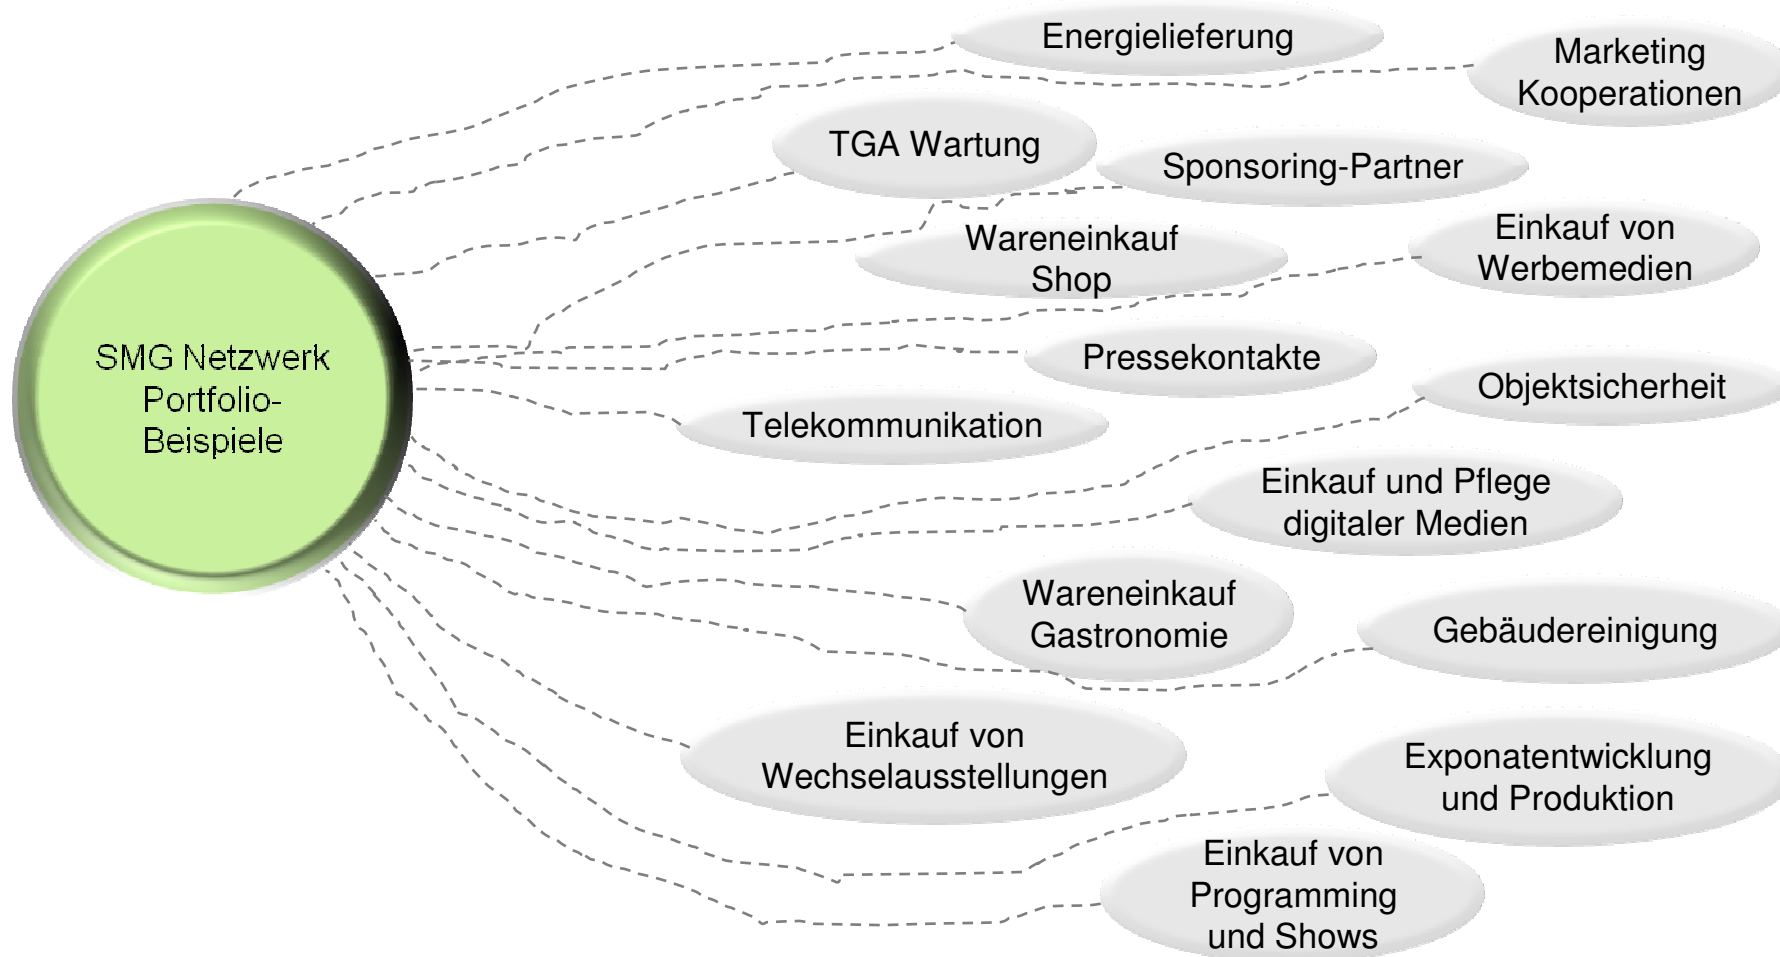 Energielieferung
Marketing
Kooperationen
TGA Wartung
Sponsoring-Partner
Wareneinkauf
Shop
Einkauf von
Werbemedien
SMG Netzwerk
Portfolio-
Beispiele
Pressekontakte
Objektsicherheit
Telekommunikation
Einkauf und Pflege
digitaler Medien
Wareneinkauf
Gastronomie
Gebäudereinigung
Einkauf von
Wechselausstellungen
Exponatentwicklung
und Produktion
Einkauf von
Programming
und Shows